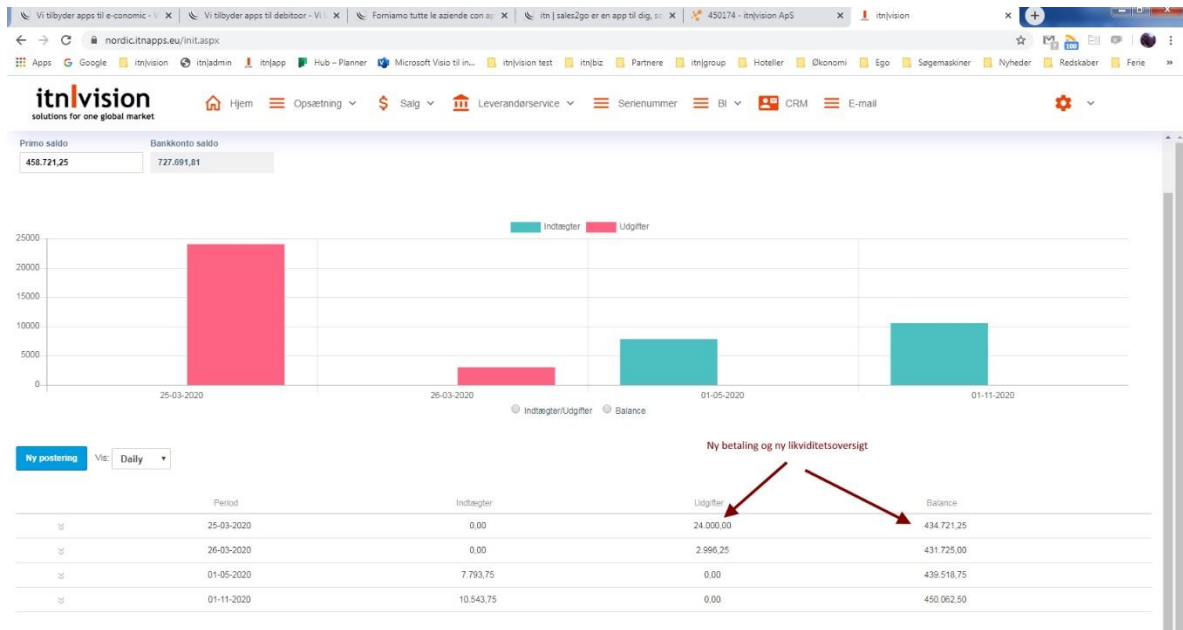 Vi tilbyder apps til e-conomic - V
Vi tilbyder apps til debitoor - Vi
Forniamo tutte le aziende con ap
itn | sales2go er en app til dig, so
450174 - itn|vision ApS
itn|vision
nordic.itnapps.eu/init.aspx
Apps Google itn|vision itn|admin itn|app Hub – Planner Microsoft Visio til in... itn|vision test itn|biz Partnere itn|group Hoteller Økonomi Ego Søgemaskiner Nyheder Redskaber Ferie »
itn|vision
solutions for one global market
Hjem Opsætning Salg Leverandørservice Serienummer BI CRM E-mail
Primo saldo Bankkonto saldo
458.721,25 727.691,81
Indtægter Udgifter
25000
20000
15000
10000
5000
0
25-03-2020 26-03-2020 01-05-2020 01-11-2020
Indtægter/Udgifter Balance
Ny betaling og ny likviditetsoversigt
Ny postering Vis: Daily
Period Indtægter Udgifter Balance
25-03-2020 0,00 24.000,00 434.721,25
26-03-2020 0,00 2.996,25 431.725,00
01-05-2020 7.793,75 0,00 439.518,75
01-11-2020 10.543,75 0,00 450.062,50